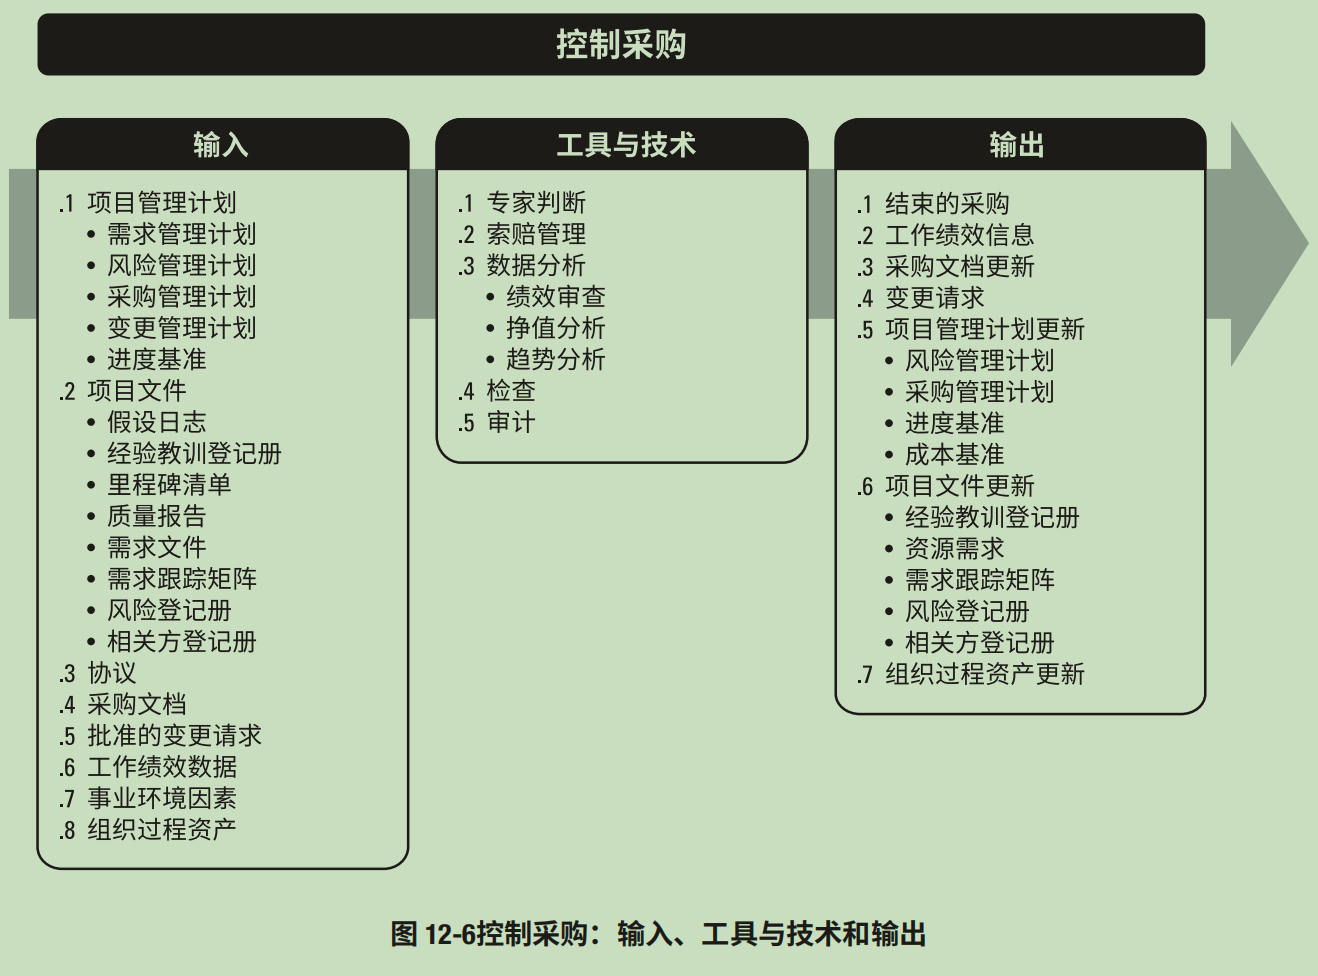 控制采购
输入
.1 项目管理计划
• 需求管理计划
• 风险管理计划
• 采购管理计划
• 变更管理计划
• 进度基准
.2 项目文件
• 假设日志
• 经验教训登记册
• 里程碑清单
• 质量报告
• 需求文件
• 需求跟踪矩阵
• 风险登记册
• 相关方登记册
.3 协议
.4 采购文档
.5 批准的变更请求
.6 工作绩效数据
.7 事业环境因素
.8 组织过程资产
工具与技术
.1 专家判断
.2 索赔管理
.3 数据分析
• 绩效审查
• 挣值分析
• 趋势分析
.4 检查
.5 审计
输出
.1 结束的采购
.2 工作绩效信息
.3 采购文档更新
.4 变更请求
.5 项目管理计划更新
• 风险管理计划
• 采购管理计划
• 进度基准
• 成本基准
.6 项目文件更新
• 经验教训登记册
• 资源需求
• 需求跟踪矩阵
• 风险登记册
• 相关方登记册
.7 组织过程资产更新
图 12-6控制采购：输入、工具与技术和输出